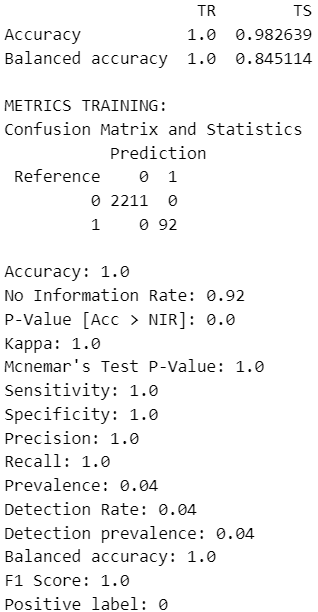 TR TS
Accuracy 1.0 0.982639
Balanced accuracy 1.0 0.845114
METRICS TRAINING:
Confusion Matrix and Statistics
Prediction
Reference 0 1
0 2211 0
1 0 92
Accuracy: 1.0
No Information Rate: 0.92
P-Value [Acc > NIR]: 0.0
Kappa: 1.0
Mcnemar's Test P-Value: 1.0
Sensitivity: 1.0
Specificity: 1.0
Precision: 1.0
Recall: 1.0
Prevalence: 0.04
Detection Rate: 0.04
Detection prevalence: 0.04
Balanced accuracy: 1.0
F1 Score: 1.0
Positive label: 0